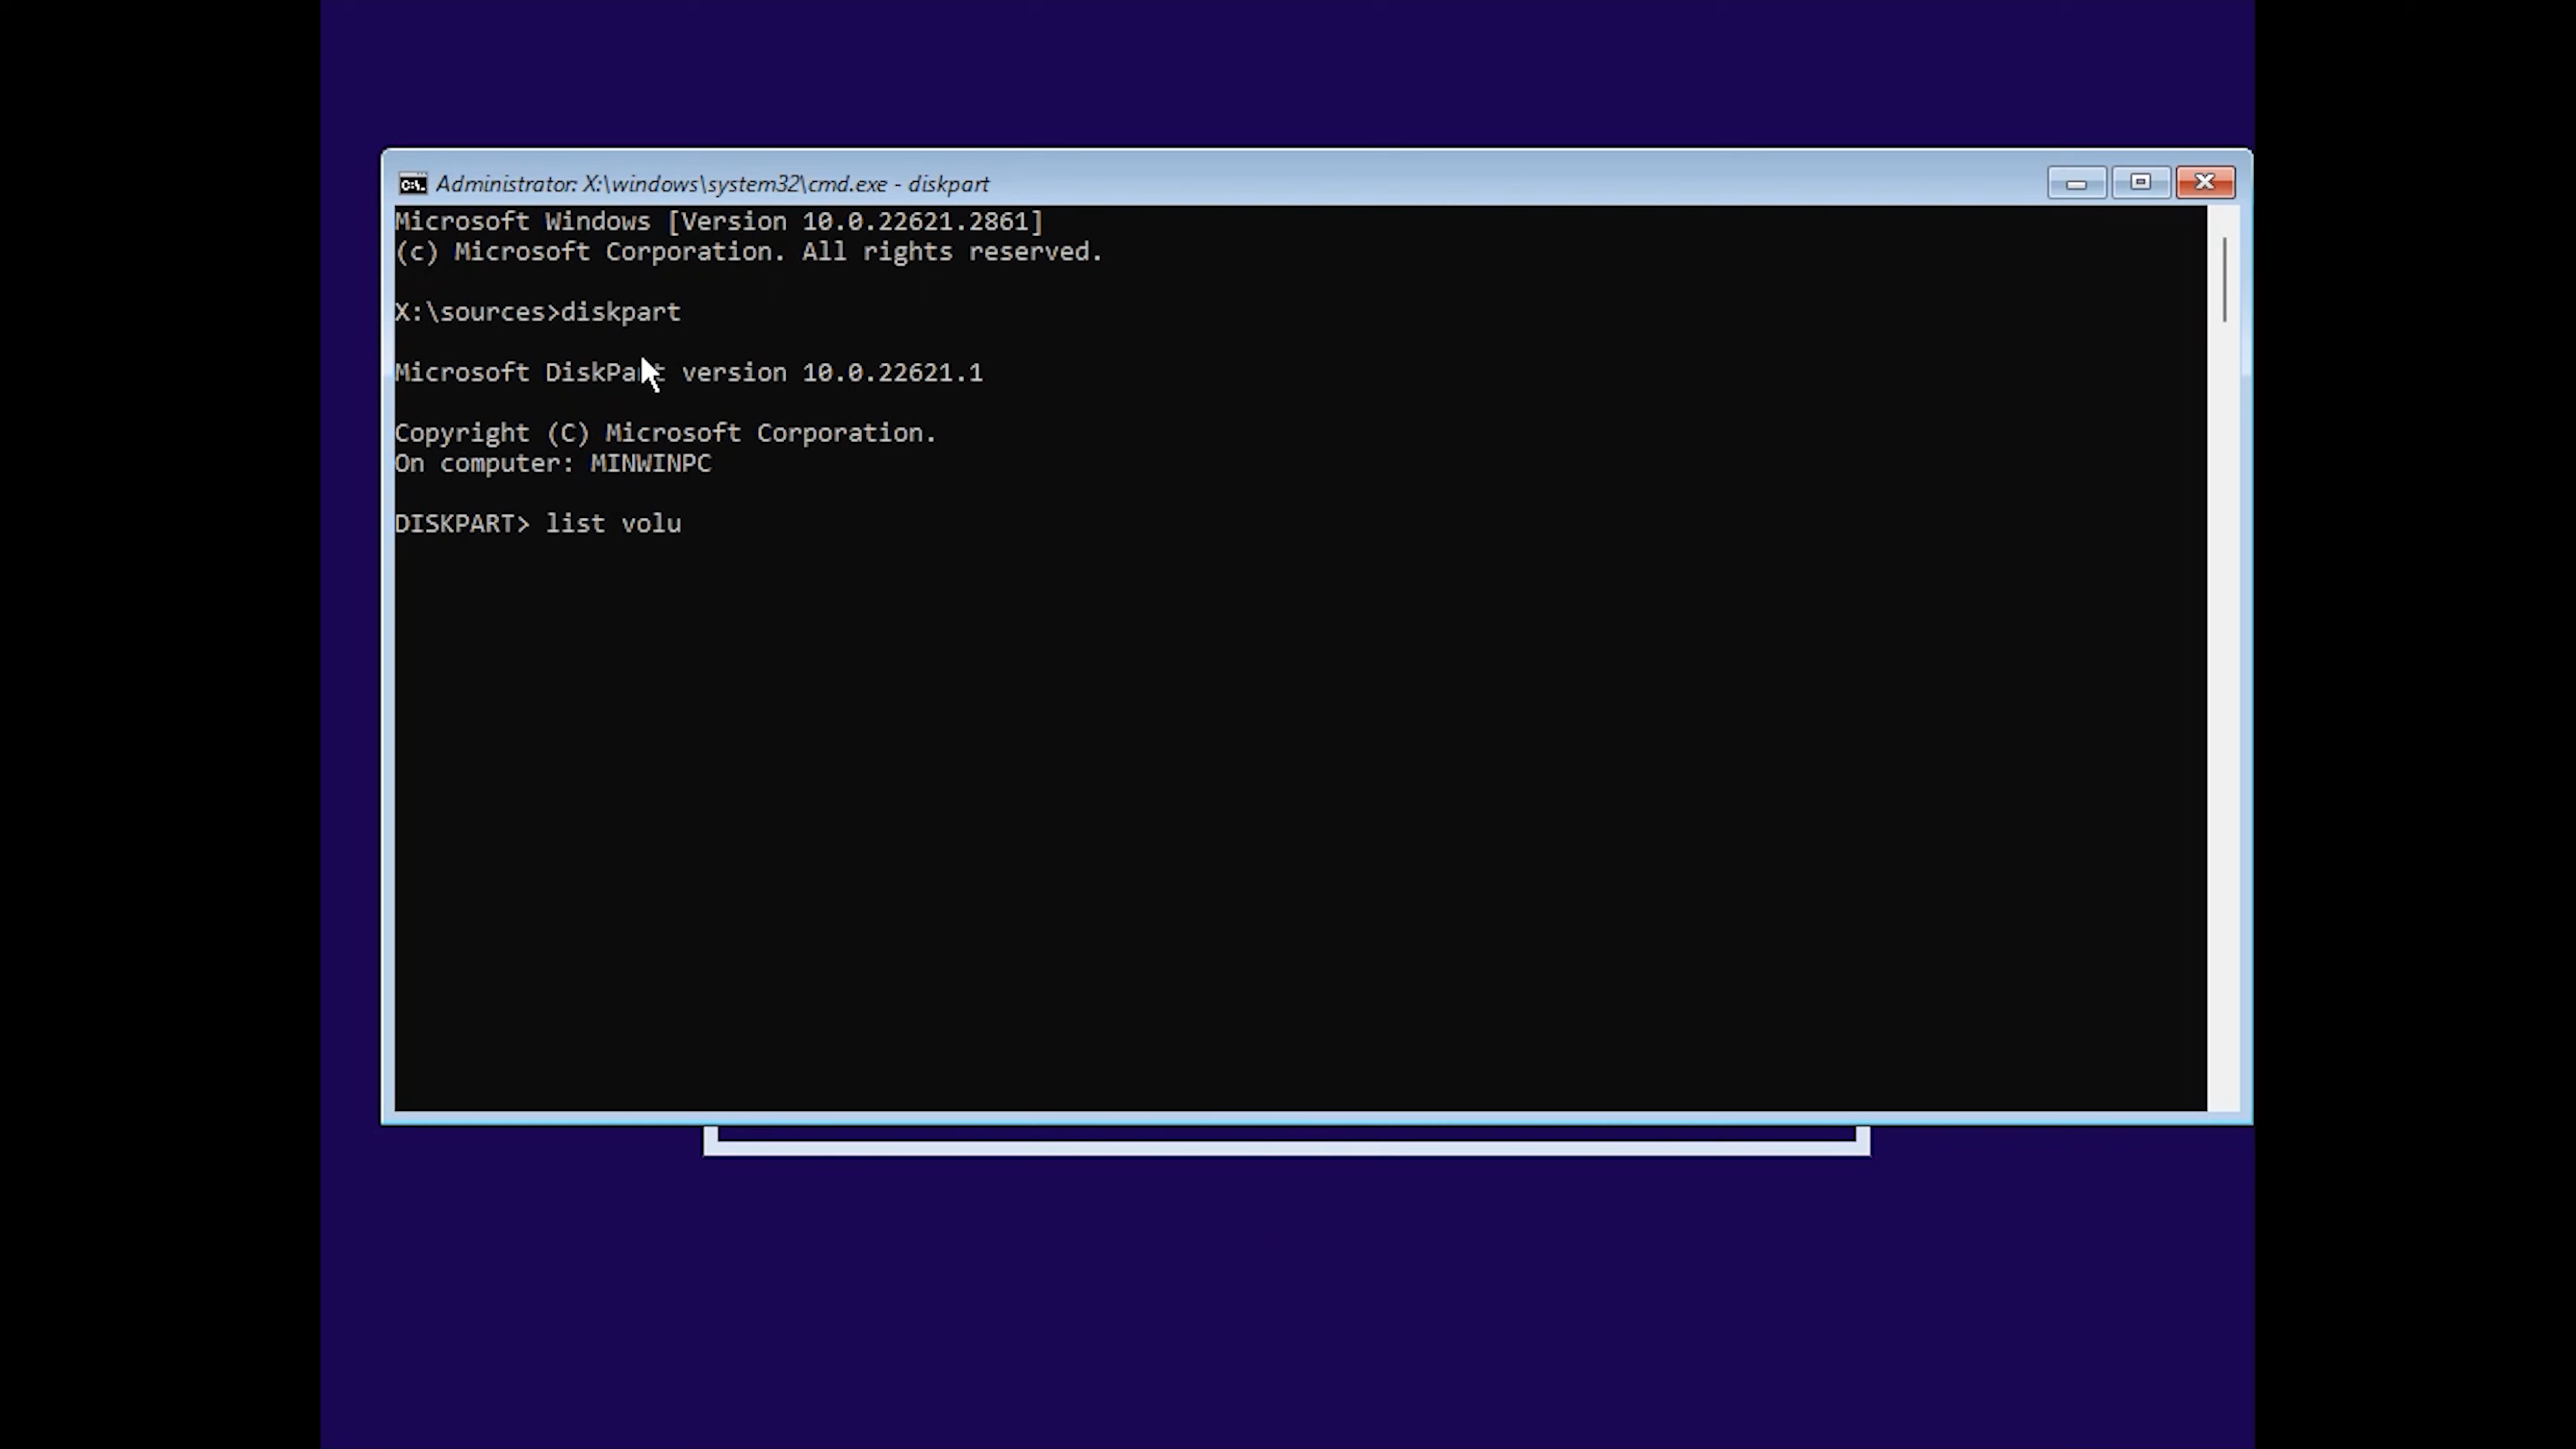 Administrator: X:\windows\system32\cmd.exe - diskpart
Microsoft Windows [Version 10.0.22621.2861]
(c) Microsoft Corporation. All rights reserved.
X:\sources>diskpart
Microsoft DiskPart version 10.0.22621.1
Copyright (C) Microsoft Corporation.
On computer: MINWINPC
DISKPART> list volu